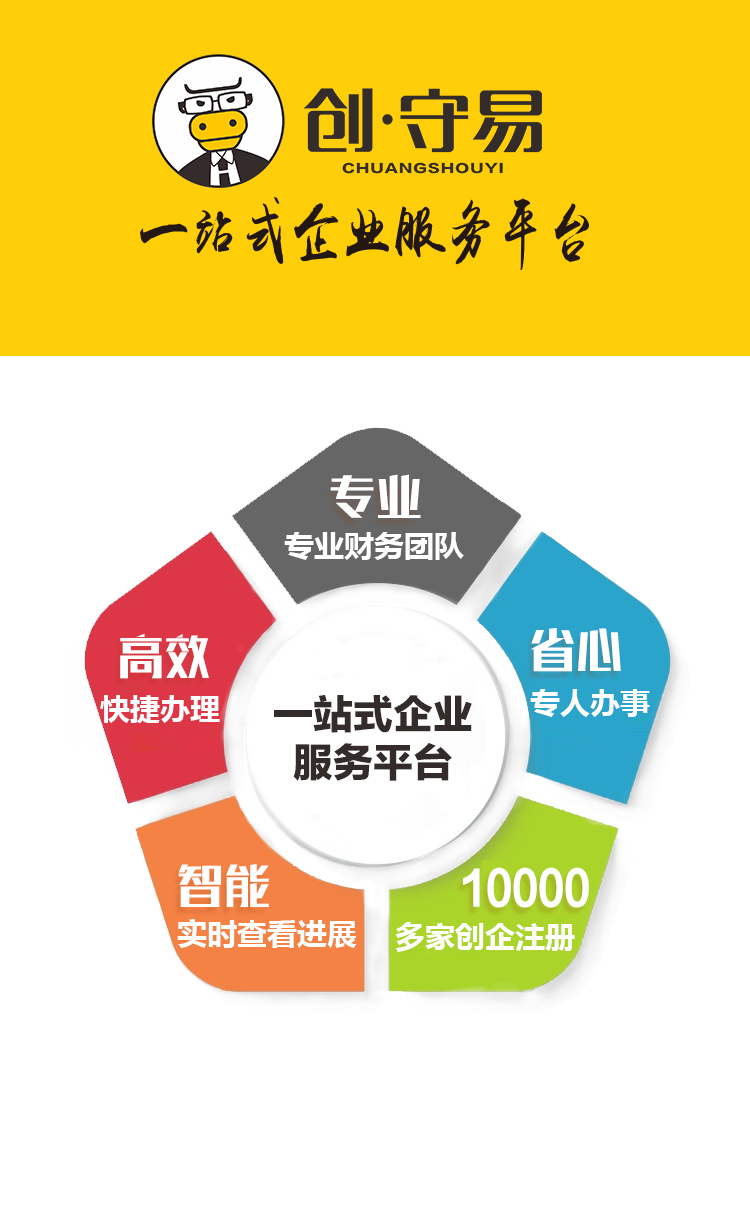 创·守易
CHUANGSHOUYI
一站式企业服务平台
专业
专业财务团队
高效
快捷办理
省心
专人办事
一站式企业
服务平台
智能
实时查看进展
10000
多家创企注册